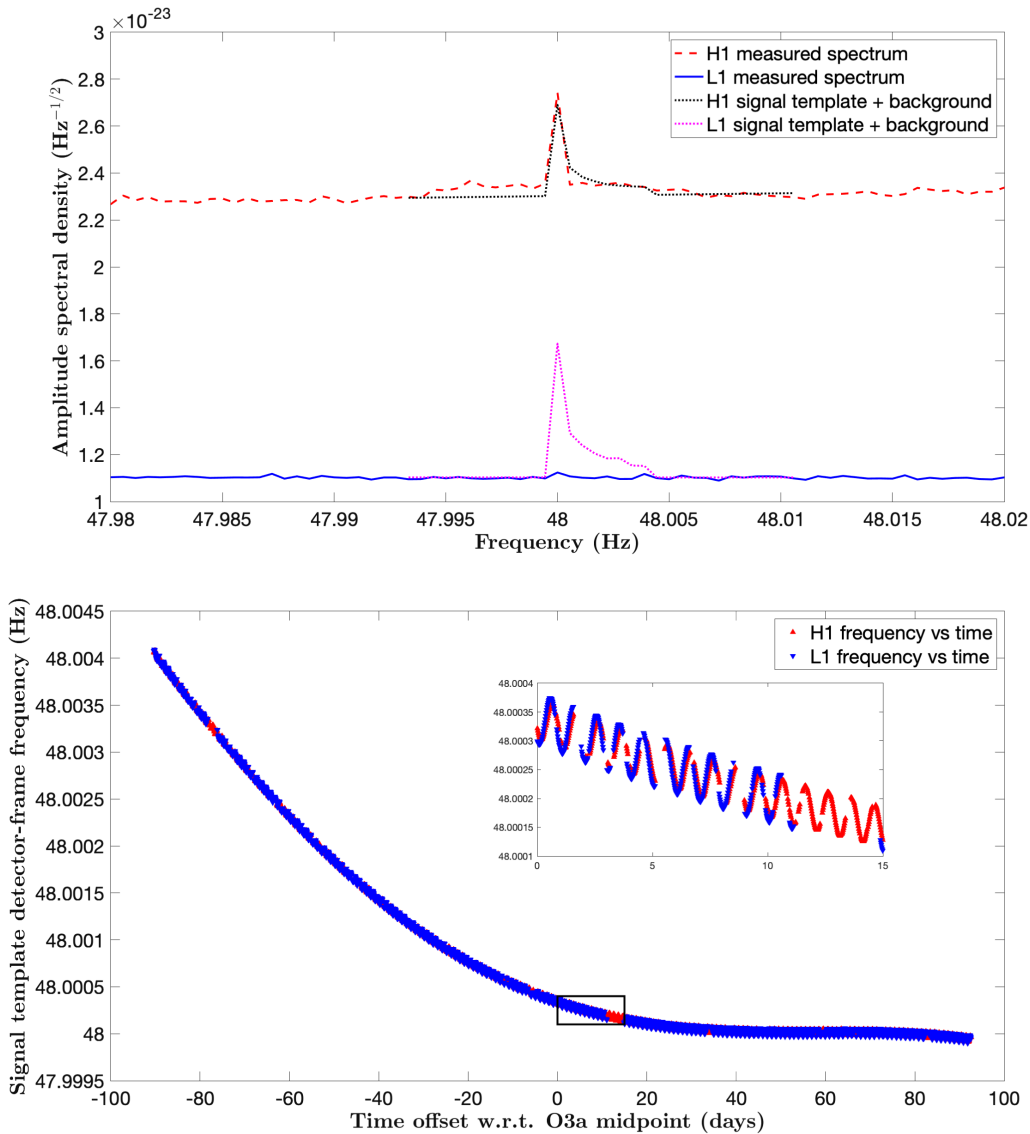 ×10-23
3
2.8
2.6
2.4
2.2
2
1.8
1.6
1.4
1.2
1
Amplitude spectral density (Hz−1/2)
H1 measured spectrum
L1 measured spectrum
H1 signal template + background
L1 signal template + background
47.98 47.985 47.99 47.995 48 48.005 48.01 48.015 48.02
Frequency (Hz)
48.0045
48.004
48.0035
48.003
48.0025
48.002
48.0015
48.001
48.0005
48
47.9995
Signal template detector-frame frequency (Hz)
H1 frequency vs time
L1 frequency vs time
48.0004
48.00035
48.0003
48.00025
48.0002
48.00015
48.0001
0 5 10 15
-100 -80 -60 -40 -20 0 20 40 60 80 100
Time offset w.r.t. O3a midpoint (days)